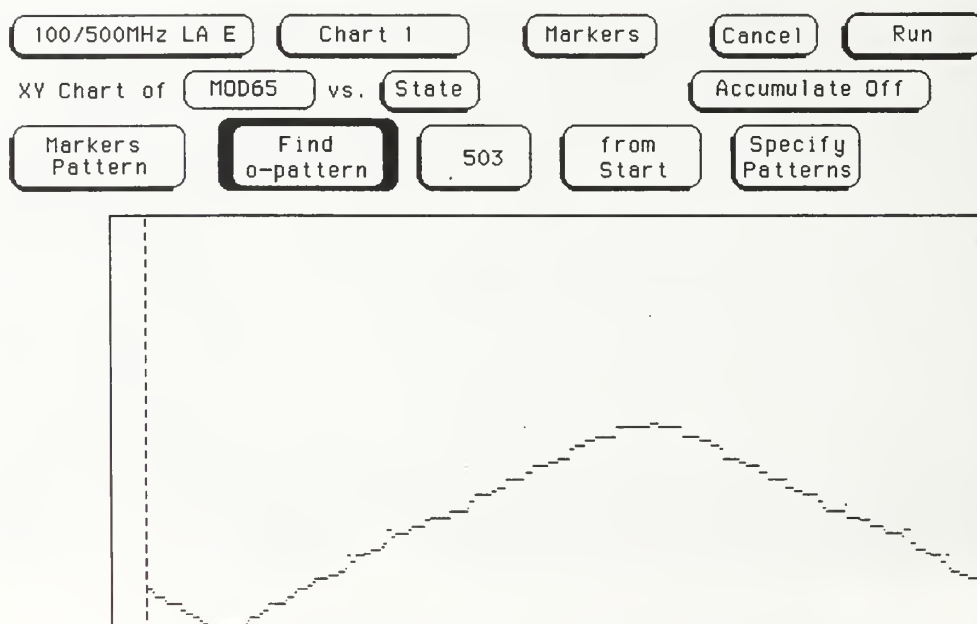 100/500MHz LA E Chart 1 Markers Cancel Run
XY Chart of MOD65 vs. State Accumulate Off
Markers Pattern Find o-pattern 503 from Start Specify Patterns